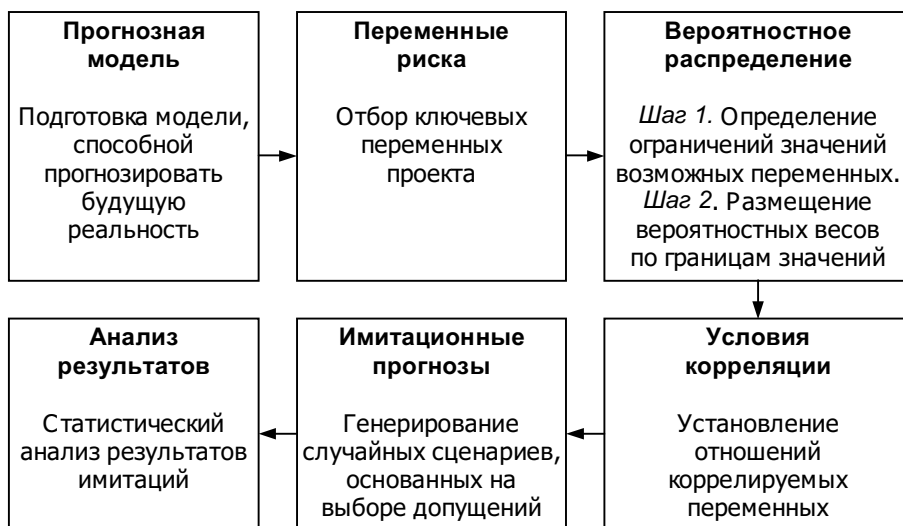 Прогнозная
модель
Подготовка модели,
способной
прогнозировать
будущую
реальность
Переменные
риска
Отбор ключевых
переменных
проекта
Вероятностное
распределение
Шаг 1. Определение
ограничений значений
возможных переменных.
Шаг 2. Размещение
вероятностных весов
по границам значений
Условия
корреляции
Установление
отношений
коррелируемых
переменных
Имитационные
прогнозы
Генерирование
случайных сценариев,
основанных на
выборе допущений
Анализ
результатов
Статистический
анализ результатов
имитаций